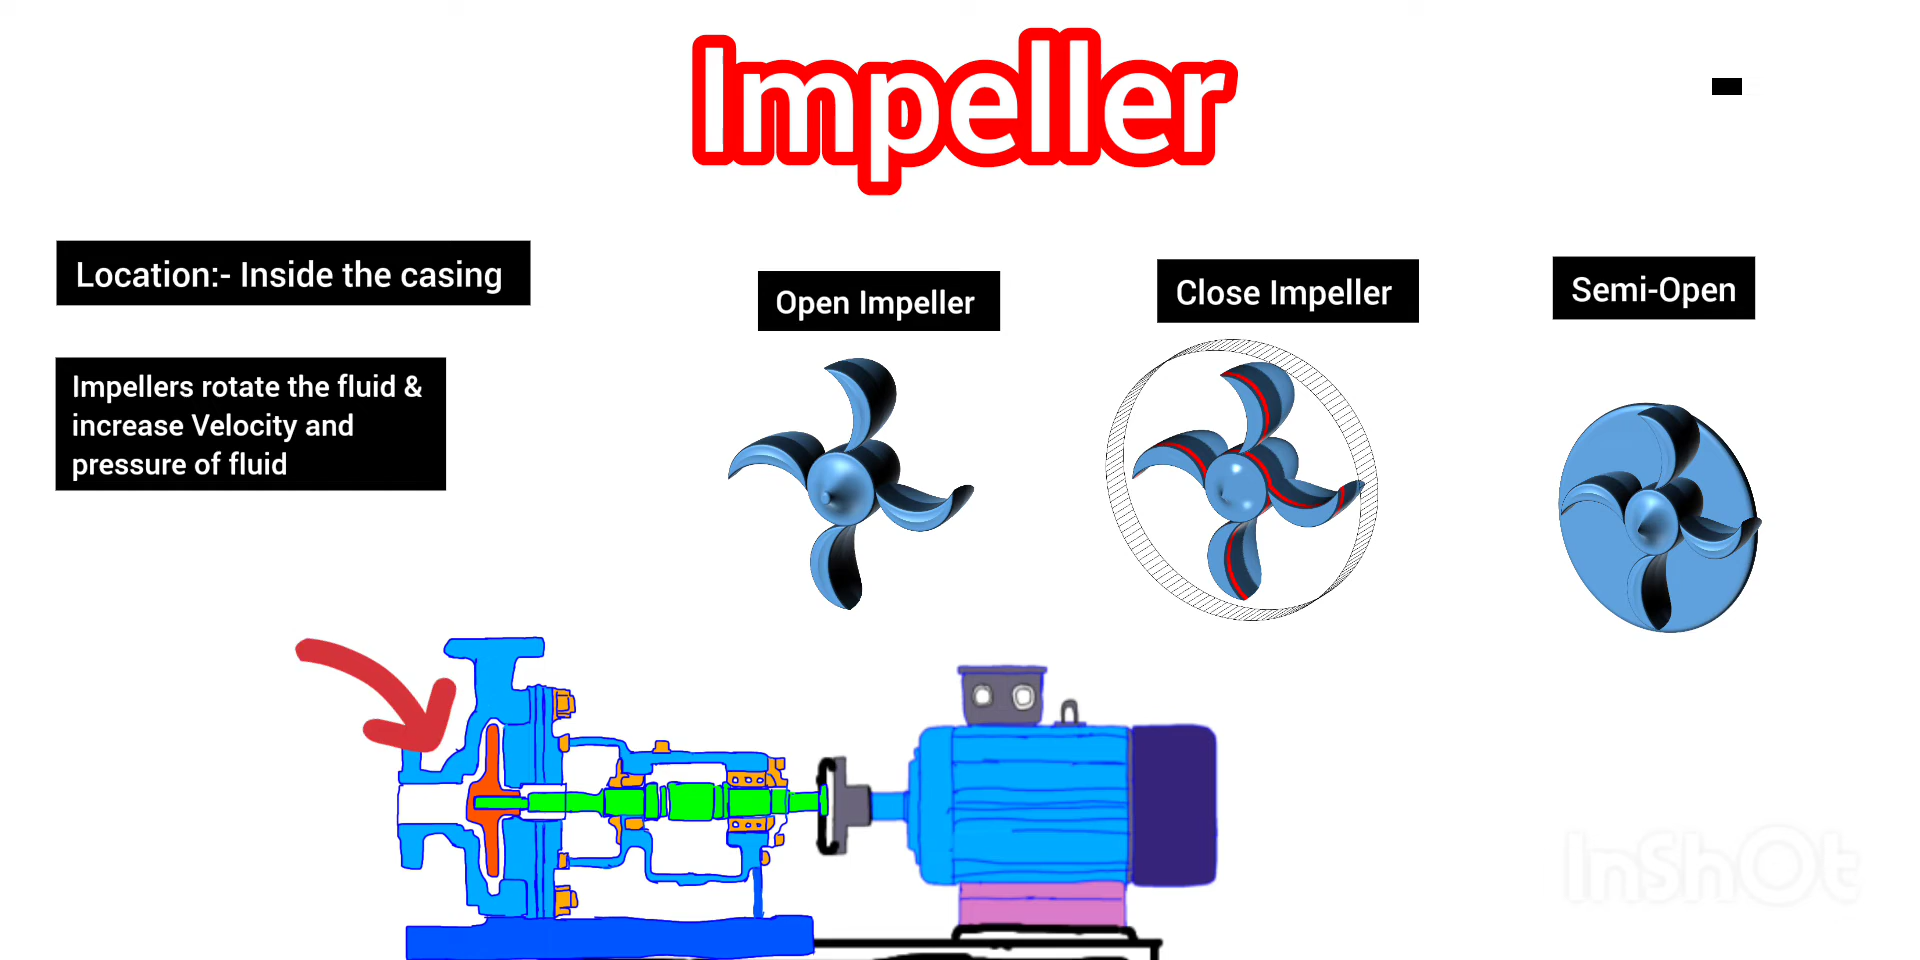 Impeller
Location:- Inside the casing
Open Impeller
Close Impeller
Semi-Open
Impellers rotate the fluid &
increase Velocity and
pressure of fluid
InShOt